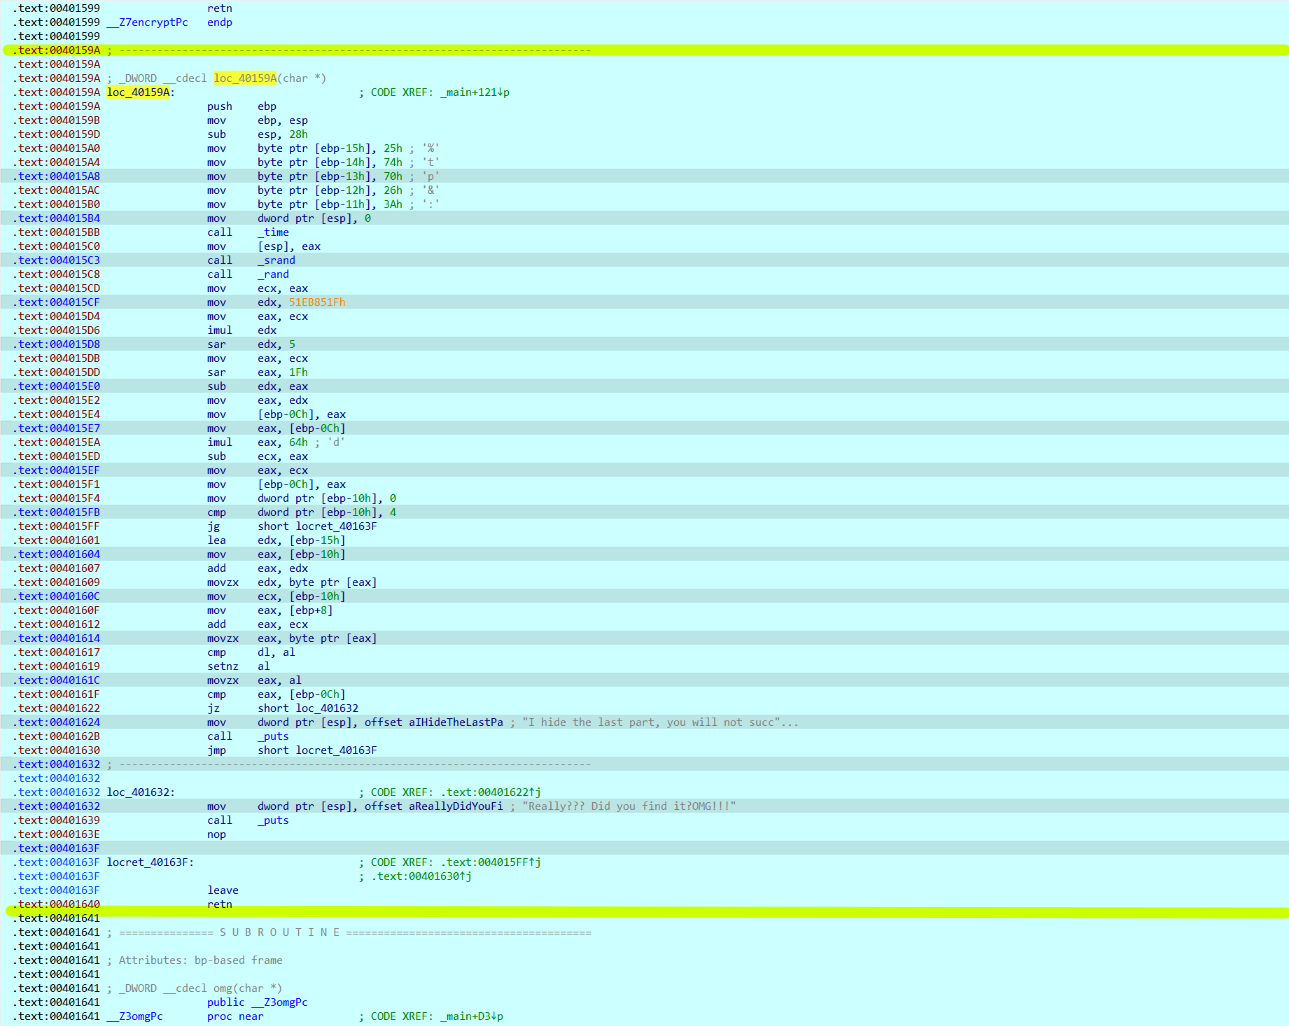 .text:00401599 retn
.text:00401599 __Z7encryptPc endp
.text:00401599
.text:0040159A ; ---------------------------------------------------------------------------
.text:0040159A
.text:0040159A ; _DWORD __cdecl loc_40159A(char *)
.text:0040159A loc_40159A: ; CODE XREF: _main+121↓p
.text:0040159A push ebp
.text:0040159B mov ebp, esp
.text:0040159D sub esp, 28h
.text:004015A0 mov byte ptr [ebp-15h], 25h ; '%'
.text:004015A4 mov byte ptr [ebp-14h], 74h ; 't'
.text:004015A8 mov byte ptr [ebp-13h], 70h ; 'p'
.text:004015AC mov byte ptr [ebp-12h], 26h ; '&'
.text:004015B0 mov byte ptr [ebp-11h], 3Ah ; ':'
.text:004015B4 mov dword ptr [esp], 0
.text:004015BB call _time
.text:004015C0 mov [esp], eax
.text:004015C3 call _srand
.text:004015C8 call _rand
.text:004015CD mov ecx, eax
.text:004015CF mov edx, 51EB851Fh
.text:004015D4 mov eax, ecx
.text:004015D6 imul edx
.text:004015D8 sar edx, 5
.text:004015DB mov eax, ecx
.text:004015DD sar eax, 1Fh
.text:004015E0 sub edx, eax
.text:004015E2 mov eax, edx
.text:004015E4 mov [ebp-0Ch], eax
.text:004015E7 mov eax, [ebp-0Ch]
.text:004015EA imul eax, 64h ; 'd'
.text:004015ED sub ecx, eax
.text:004015EF mov eax, ecx
.text:004015F1 mov [ebp-0Ch], eax
.text:004015F4 mov dword ptr [ebp-10h], 0
.text:004015FB cmp dword ptr [ebp-10h], 4
.text:004015FF jg short locret_40163F
.text:00401601 lea edx, [ebp-15h]
.text:00401604 mov eax, [ebp-10h]
.text:00401607 add eax, edx
.text:00401609 movzx edx, byte ptr [eax]
.text:0040160C mov ecx, [ebp-10h]
.text:0040160F mov eax, [ebp+8]
.text:00401612 add eax, ecx
.text:00401614 movzx eax, byte ptr [eax]
.text:00401617 cmp dl, al
.text:00401619 setnz al
.text:0040161C movzx eax, al
.text:0040161F cmp eax, [ebp-0Ch]
.text:00401622 jz short loc_401632
.text:00401624 mov dword ptr [esp], offset aIHideTheLastPa ; "I hide the last part, you will not succ"...
.text:0040162B call _puts
.text:00401630 jmp short locret_40163F
.text:00401632 ; ---------------------------------------------------------------------------
.text:00401632
.text:00401632 loc_401632: ; CODE XREF: .text:00401622↑j
.text:00401632 mov dword ptr [esp], offset aReallyDidYouFi ; "Really??? Did you find it?OMG!!!"
.text:00401639 call _puts
.text:0040163E nop
.text:0040163F
.text:0040163F locret_40163F: ; CODE XREF: .text:004015FF↑j
.text:0040163F ; .text:00401630↑j
.text:0040163F leave
.text:00401640 retn
.text:00401641
.text:00401641 ; =============== S U B R O U T I N E =======================================
.text:00401641
.text:00401641 ; Attributes: bp-based frame
.text:00401641
.text:00401641 ; _DWORD __cdecl omg(char *)
.text:00401641 public __Z3omgPc
.text:00401641 __Z3omgPc proc near ; CODE XREF: _main+D3↓p